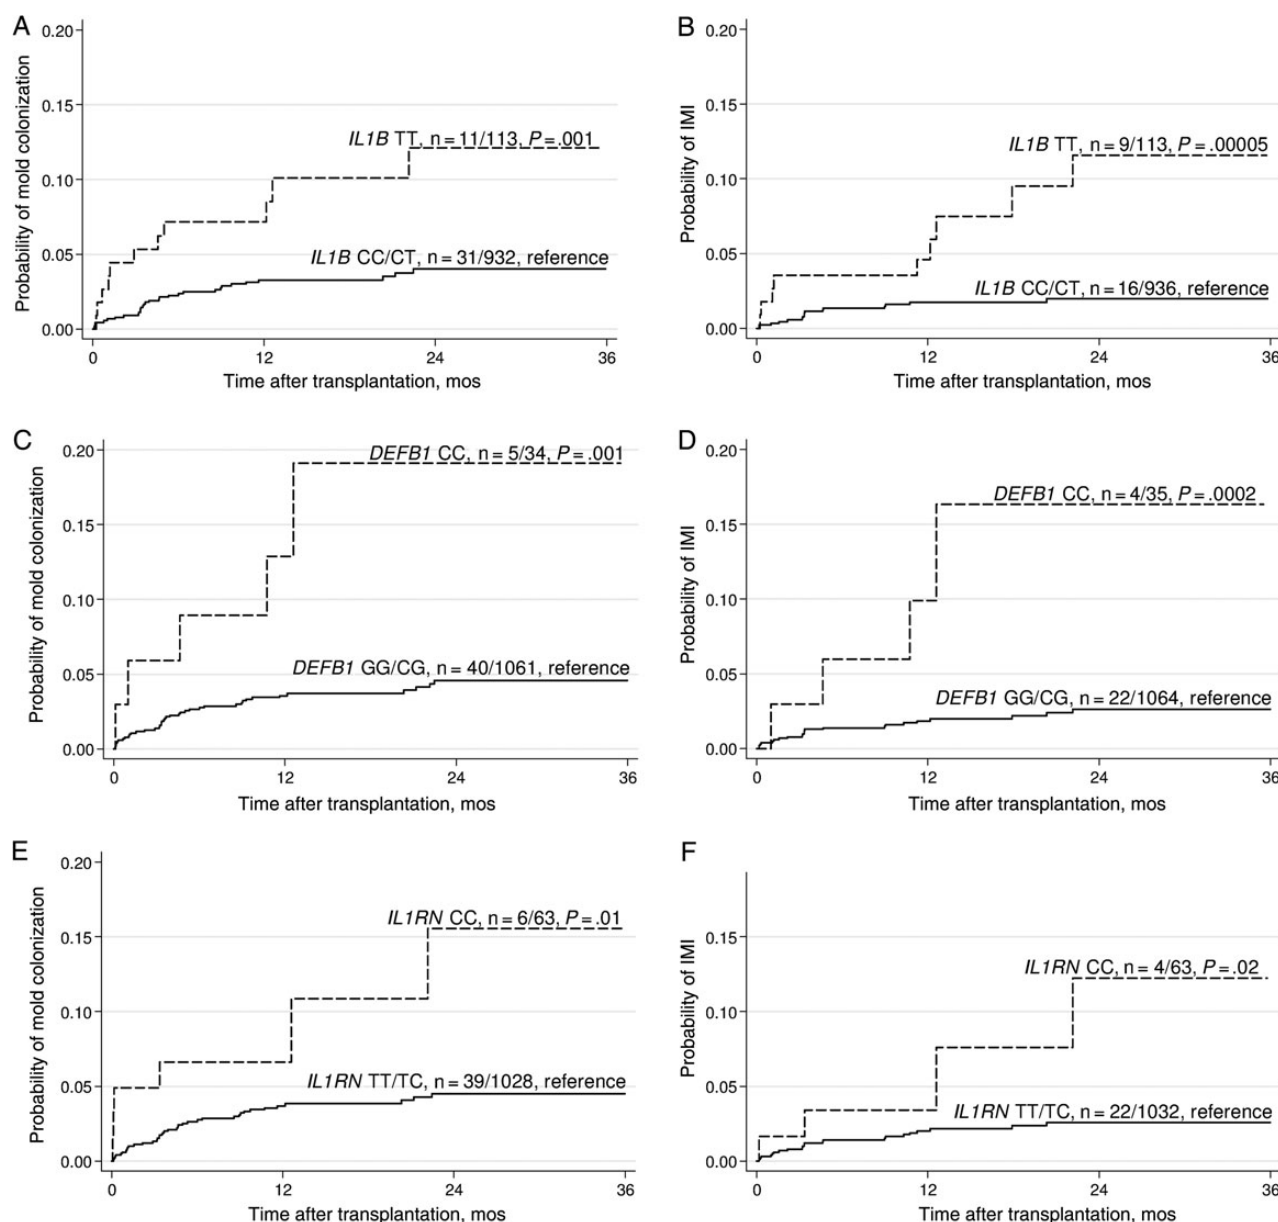 A
Probability of mold colonization
0.20
0.15
0.10
0.05
0.00
IL1B TT, n = 11/113, P = .001
IL1B CC/CT, n = 31/932, reference
0 12 24 36
Time after transplantation, mos
B
Probability of IMI
0.20
0.15
0.10
0.05
0.00
IL1B TT, n = 9/113, P = .00005
IL1B CC/CT, n = 16/936, reference
0 12 24 36
Time after transplantation, mos
C
Probability of mold colonization
0.20
0.15
0.10
0.05
0.00
DEFB1 CC, n = 5/34, P = .001
DEFB1 GG/CG, n = 40/1061, reference
0 12 24 36
Time after transplantation, mos
D
Probability of IMI
0.20
0.15
0.10
0.05
0.00
DEFB1 CC, n = 4/35, P = .0002
DEFB1 GG/CG, n = 22/1064, reference
0 12 24 36
Time after transplantation, mos
E
Probability of mold colonization
0.20
0.15
0.10
0.05
0.00
IL1RN CC, n = 6/63, P = .01
IL1RN TT/TC, n = 39/1028, reference
0 12 24 36
Time after transplantation, mos
F
Probability of IMI
0.15
0.10
0.05
0.00
IL1RN CC, n = 4/63, P = .02
IL1RN TT/TC, n = 22/1032, reference
0 12 24 36
Time after transplantation, mos